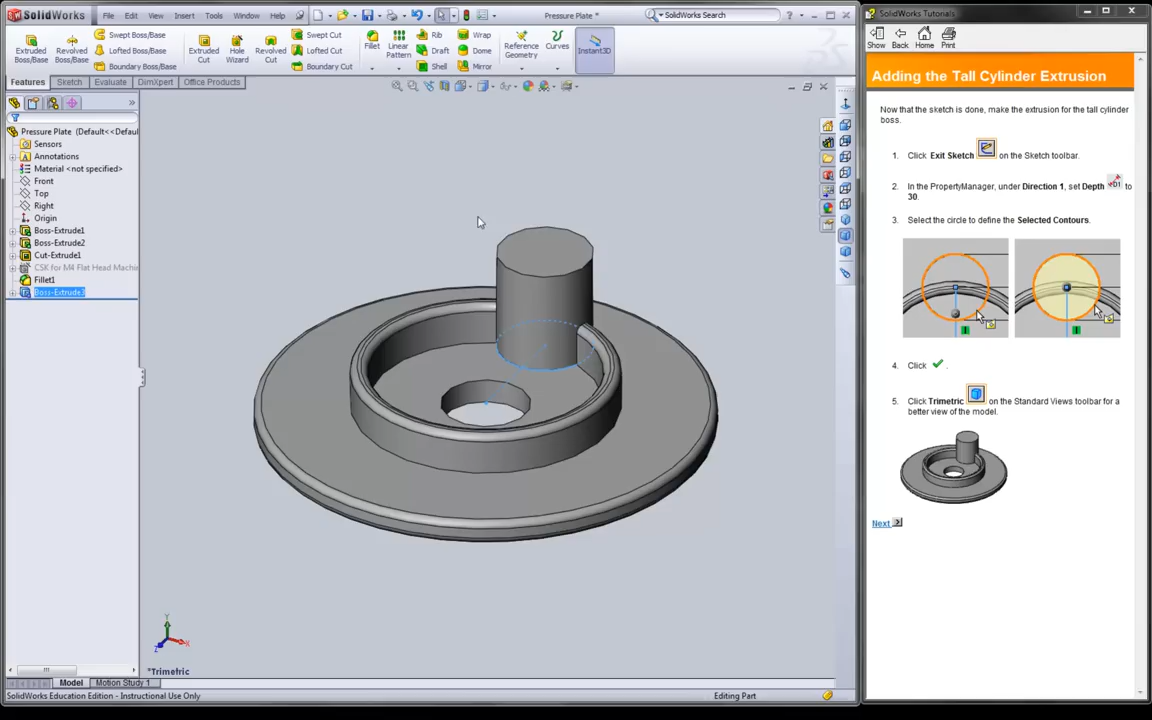 SolidWorks
File
Edit
View
Insert
Tools
Window
Help
Pressure Plate *
SolidWorks Search
Extruded Boss/Base
Revolved Boss/Base
Swept Boss/Base
Lofted Boss/Base
Boundary Boss/Base
Extruded Cut
Hole Wizard
Revolved Cut
Swept Cut
Lofted Cut
Boundary Cut
Fillet
Linear Pattern
Rib
Draft
Shell
Wrap
Dome
Mirror
Reference Geometry
Curves
Instant3D
Features
Sketch
Evaluate
DimXpert
Office Products
Pressure Plate (Default<<Defaul
Sensors
Annotations
Material <not specified>
Front
Top
Right
Origin
Boss-Extrude1
Boss-Extrude2
Cut-Extrude1
CSK for M4 Flat Head Machin
Fillet1
Boss-Extrude3
Y
X
Z
*Trimetric
Model
Motion Study 1
SolidWorks Education Edition - Instructional Use Only
Editing Part
SolidWorks Tutorials
Show
Back
Home
Print
Adding the Tall Cylinder Extrusion
Now that the sketch is done, make the extrusion for the tall cylinder
boss.
1. Click Exit Sketch on the Sketch toolbar.
2. In the PropertyManager, under Direction 1, set Depth D1 to
30.
3. Select the circle to define the Selected Contours.
4. Click .
5. Click Trimetric on the Standard Views toolbar for a
better view of the model.
Next